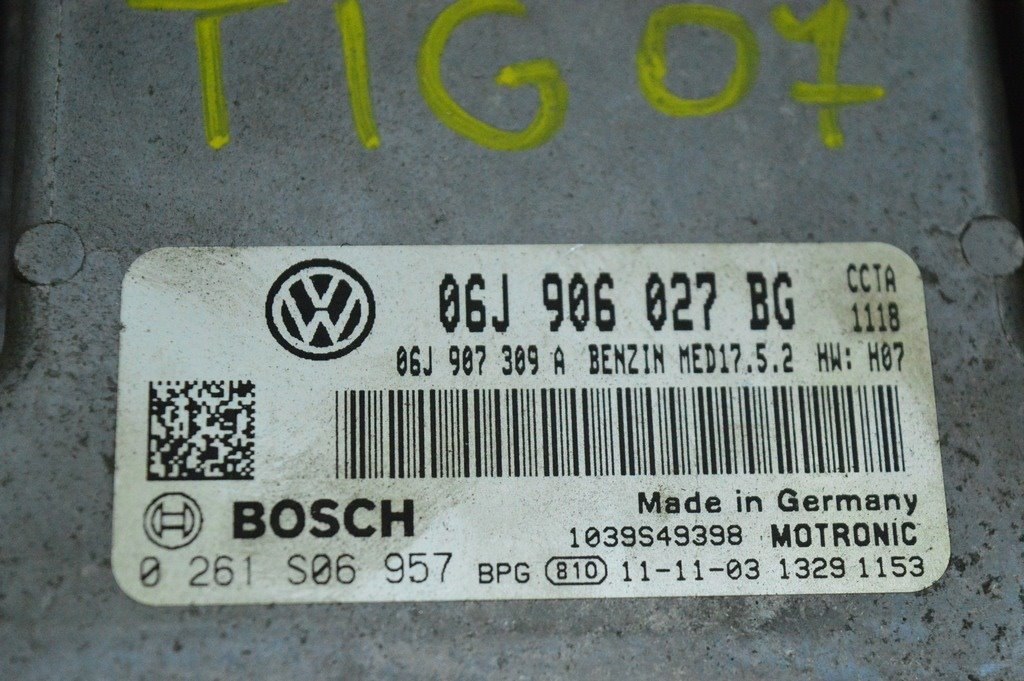 TIG 07
VW 06J 906 027 BG CCTA
1118
06J 907 309 A BENZIN MED17.5.2 HW: H07
Made in Germany
BOSCH 1039S49398 MOTRONIC
0 261 S06 957 BPG 810 11-11-03 1329 1153